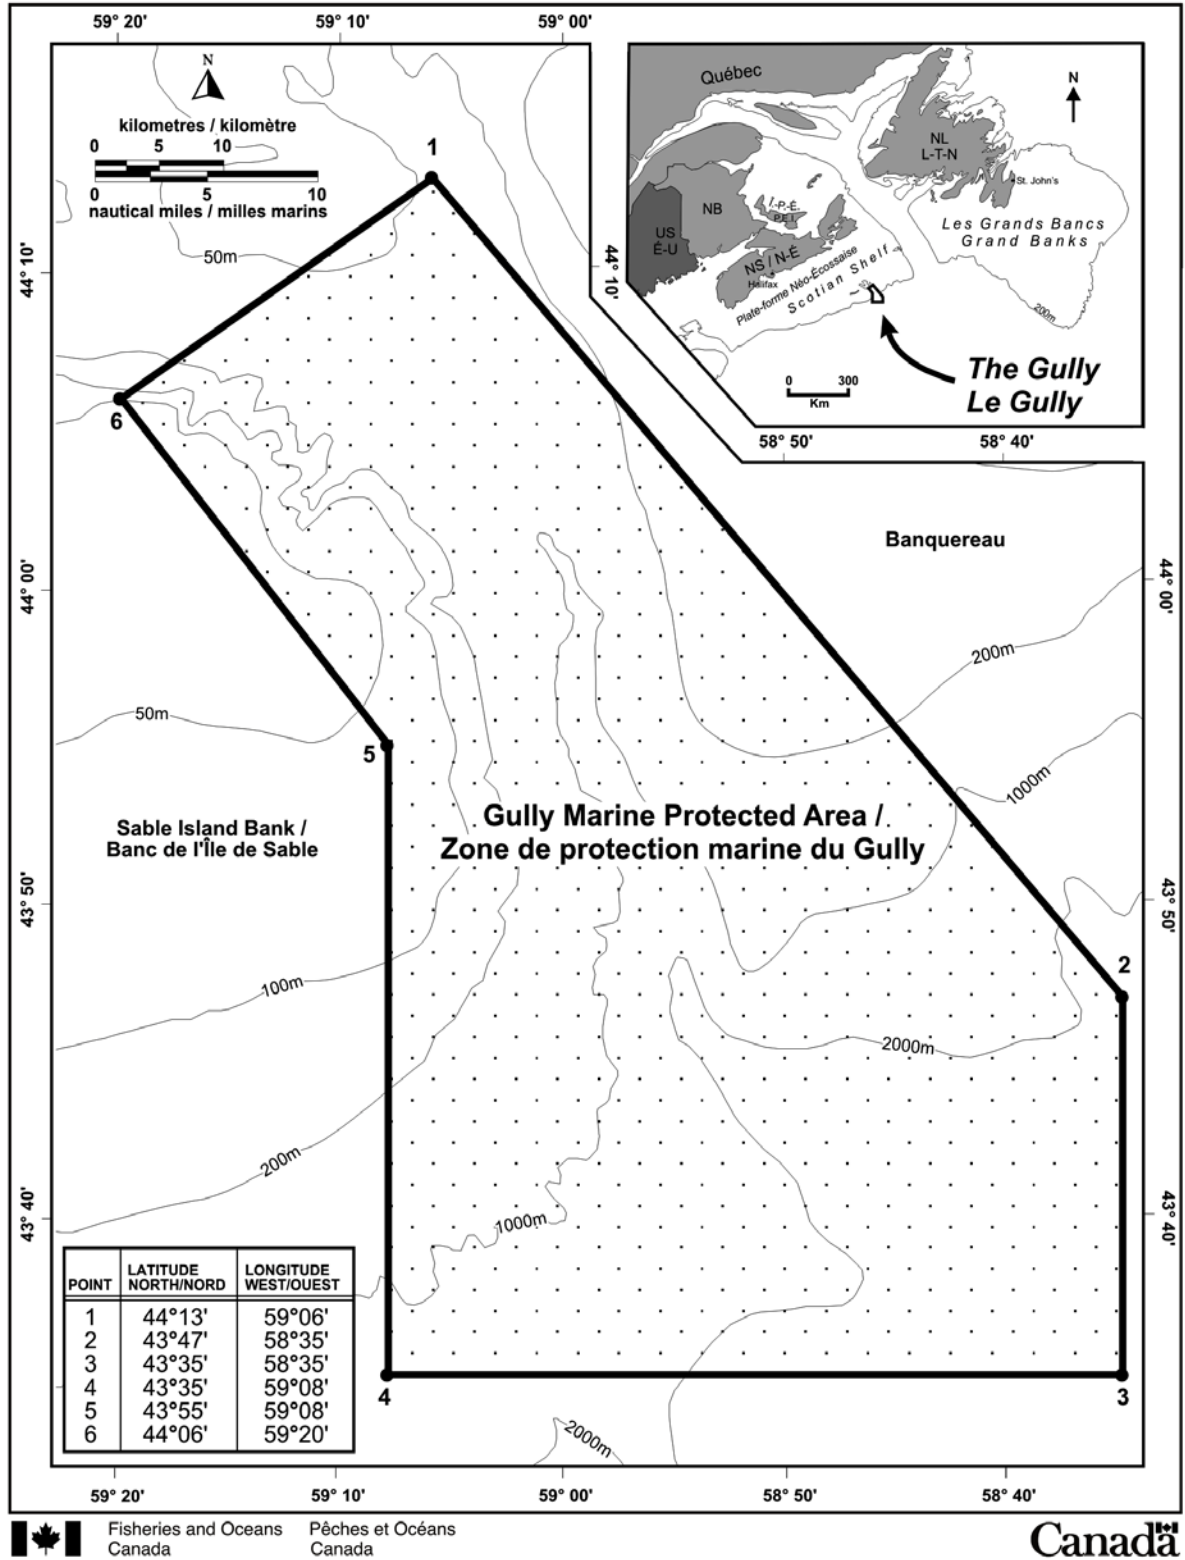 59° 20'
59° 10'
59° 00'
N
kilometres / kilomètre
0 5 10
0 5 10
nautical miles / milles marins
1
50m
44° 10'
44° 10'
Québec
N
NL
L-T-N
St. John's
NB
Î.-P.-É.
P.E.I.
US
É-U
NS / N-É
Halifax
Plate-forme Néo-Écossaise
Scotian Shelf
Les Grands Bancs
Grand Banks
200m
The Gully
Le Gully
0 300
Km
58° 50'
58° 40'
6
Banquereau
44° 00'
44° 00'
200m
50m
5
1000m
Gully Marine Protected Area /
Zone de protection marine du Gully
Sable Island Bank /
Banc de l'Île de Sable
43° 50'
43° 50'
2
100m
2000m
200m
43° 40'
43° 40'
1000m
POINT LATITUDE NORTH/NORD LONGITUDE WEST/OUEST
1 44°13' 59°06'
2 43°47' 58°35'
3 43°35' 58°35'
4 43°35' 59°08'
5 43°55' 59°08'
6 44°06' 59°20'
4
3
2000m
59° 20'
59° 10'
59° 00'
58° 50'
58° 40'
Fisheries and Oceans
Canada
Pêches et Océans
Canada
Canada